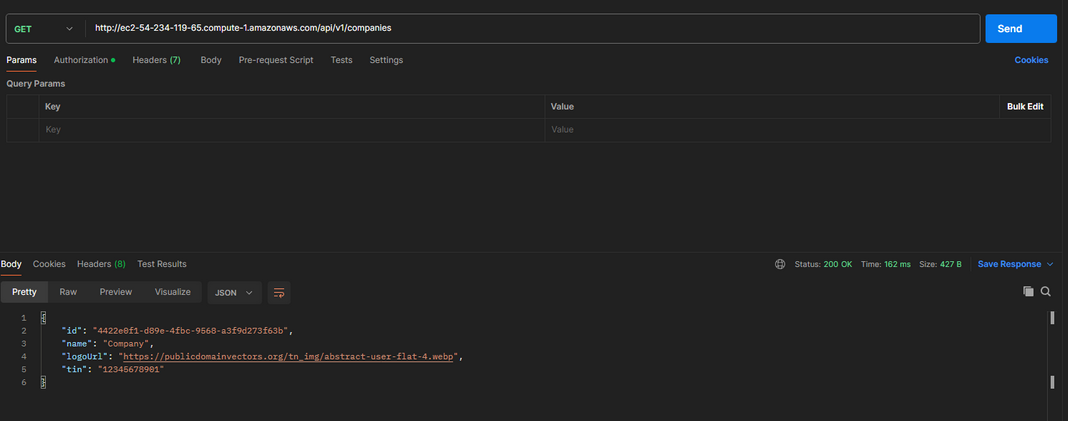 GET http://ec2-54-234-119-65.compute-1.amazonaws.com/api/v1/companies Send
Params Authorization Headers (7) Body Pre-request Script Tests Settings Cookies
Query Params
Key Value Bulk Edit
Key Value
Body Cookies Headers (8) Test Results Status: 200 OK Time: 162 ms Size: 427 B Save Response
Pretty Raw Preview Visualize JSON
1 {
2 "id": "4422e0f1-d89e-4fbc-9568-a3f9d273f63b",
3 "name": "Company",
4 "logoUrl": "https://publicdomainvectors.org/tn_img/abstract-user-flat-4.webp",
5 "tin": "12345678901"
6 }